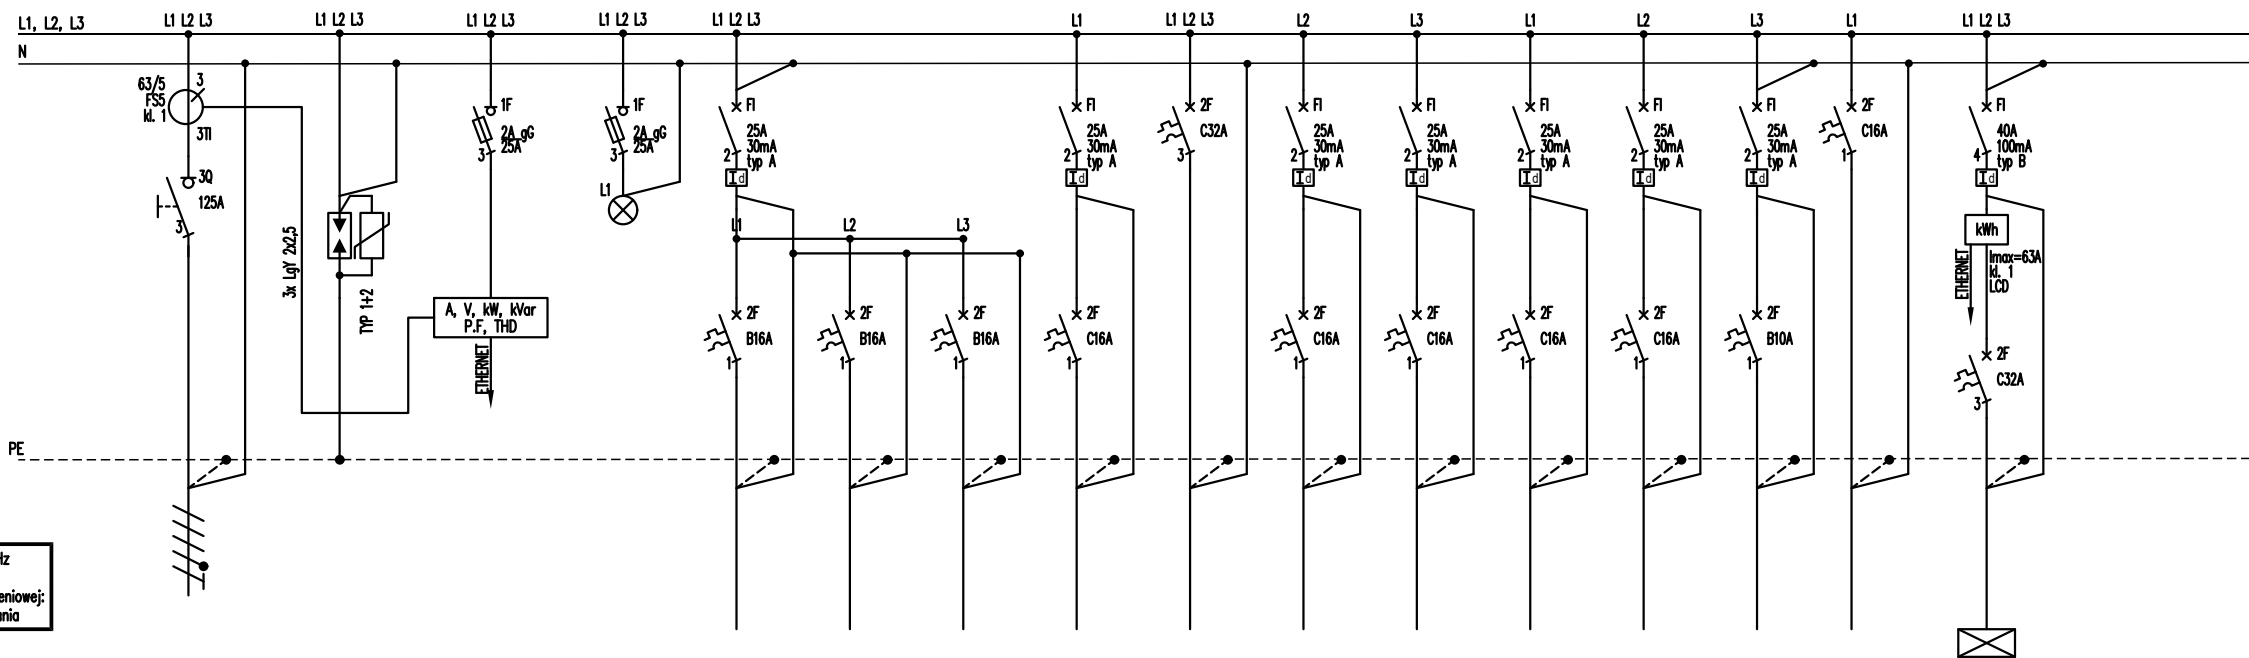 L1, L2, L3
N
L1 L2 L3
L1 L2 L3
L1 L2 L3
L1 L2 L3
L1 L2 L3
L1
L1 L2 L3
L2
L3
L1
L2
L3
L1
L1 L2 L3
63/5
FS5
kl. 1
3
3TI
3Q
125A
3
3x LgY 2x2,5
TYP 1+2
1F
2A gG
25A
3
A, V, kW, kVar
P.F, THD
ETHERNET
1F
2A gG
25A
3
L1
FI
25A
30mA
typ A
2
Id
L1
L2
L3
2F
B16A
1
2F
B16A
1
2F
B16A
1
FI
25A
30mA
typ A
2
Id
2F
C16A
1
2F
C32A
3
FI
25A
30mA
typ A
2
Id
2F
C16A
1
FI
25A
30mA
typ A
2
Id
2F
C16A
1
FI
25A
30mA
typ A
2
Id
2F
C16A
1
FI
25A
30mA
typ A
2
Id
2F
C16A
1
FI
25A
30mA
typ A
2
Id
2F
B10A
1
2F
C16A
1
FI
40A
100mA
typ B
4
Id
kWh
Imax=63A
kl. 1
LCD
ETHERNET
2F
C32A
3
PE
Hz
eniowej:
ania